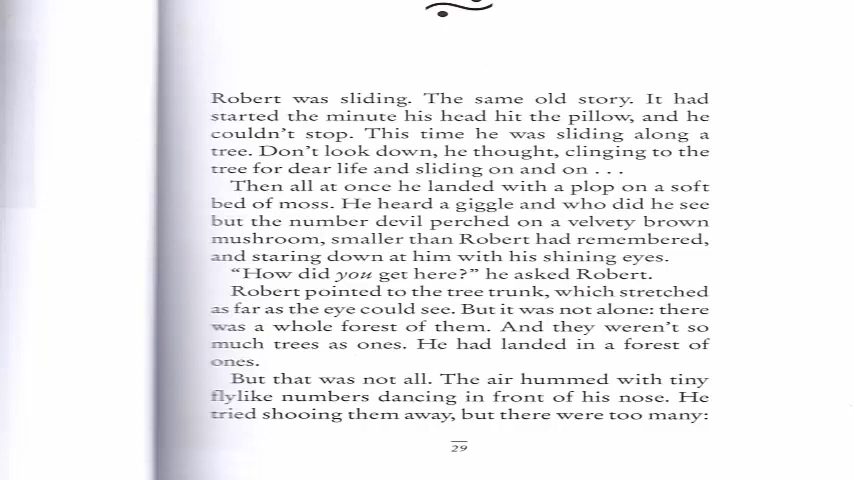 Robert was sliding. The same old story. It had
started the minute his head hit the pillow, and he
couldn't stop. This time he was sliding along a
tree. Don't look down, he thought, clinging to the
tree for dear life and sliding on and on . . .
Then all at once he landed with a plop on a soft
bed of moss. He heard a giggle and who did he see
but the number devil perched on a velvety brown
mushroom, smaller than Robert had remembered,
and staring down at him with his shining eyes.
“How did you get here?” he asked Robert.
Robert pointed to the tree trunk, which stretched
as far as the eye could see. But it was not alone: there
was a whole forest of them. And they weren't so
much trees as ones. He had landed in a forest of
ones.
But that was not all. The air hummed with tiny
flylike numbers dancing in front of his nose. He
tried shooing them away, but there were too many:
29